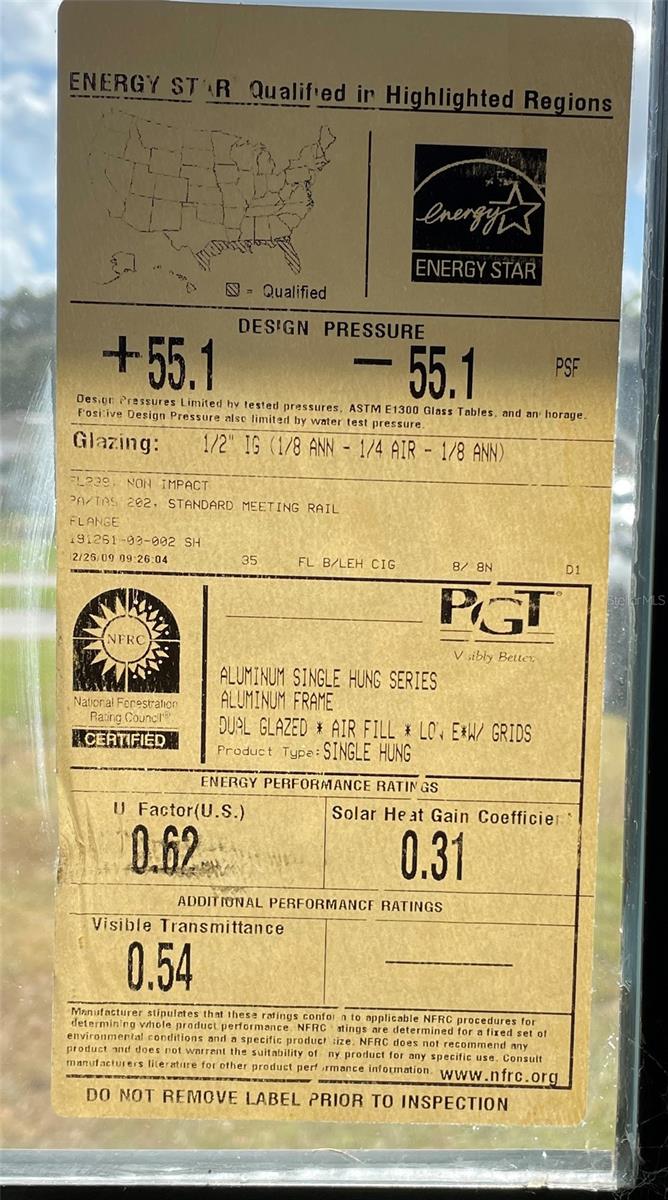 ENERGY STAR Qualified in Highlighted Regions
energy
ENERGY STAR
= Qualified
DESIGN PRESSURE
+55.1 — 55.1 PSF
Design Pressures Limited by tested pressures, ASTM E1300 Glass Tables, and anchorage.
Positive Design Pressure also limited by water test pressure.
Glazing: 1/2" IG (1/8 ANN - 1/4 AIR - 1/8 ANN)
NON IMPACT
202, STANDARD MEETING RAIL
FLANGE
191261-00-002 SH
2/26/09 09:26:04 35 FL B/LEH CIG 8/ 8N D1
PGT®
Visibly Better
NFRC
National Fenestration
Rating Council®
CERTIFIED
ALUMINUM SINGLE HUNG SERIES
ALUMINUM FRAME
DUAL GLAZED * AIR FILL * LOW E*W/ GRIDS
Product Type: SINGLE HUNG
ENERGY PERFORMANCE RATINGS
U Factor(U.S.) Solar Heat Gain Coefficient
0.62 0.31
ADDITIONAL PERFORMANCE RATINGS
Visible Transmittance
0.54
Manufacturer stipulates that these ratings conform to applicable NFRC procedures for
determining whole product performance. NFRC ratings are determined for a fixed set of
environmental conditions and a specific product size. NFRC does not recommend any
product and does not warrant the suitability of any product for any specific use. Consult
manufacturers literature for other product performance information. www.nfrc.org
DO NOT REMOVE LABEL PRIOR TO INSPECTION
Stellar MLS